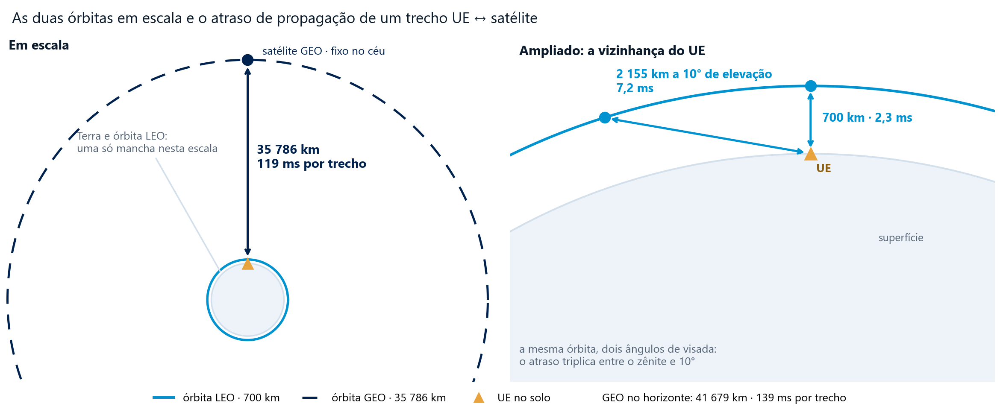 As duas órbitas em escala e o atraso de propagação de um trecho UE ↔ satélite
Em escala
satélite GEO · fixo no céu
Terra e órbita LEO:
uma só mancha nesta escala
35 786 km
119 ms por trecho
Ampliado: a vizinhança do UE
2 155 km a 10° de elevação
7,2 ms
700 km · 2,3 ms
UE
superfície
a mesma órbita, dois ângulos de visada:
o atraso triplica entre o zênite e 10°
órbita LEO · 700 km
órbita GEO · 35 786 km
UE no solo
GEO no horizonte: 41 679 km · 139 ms por trecho